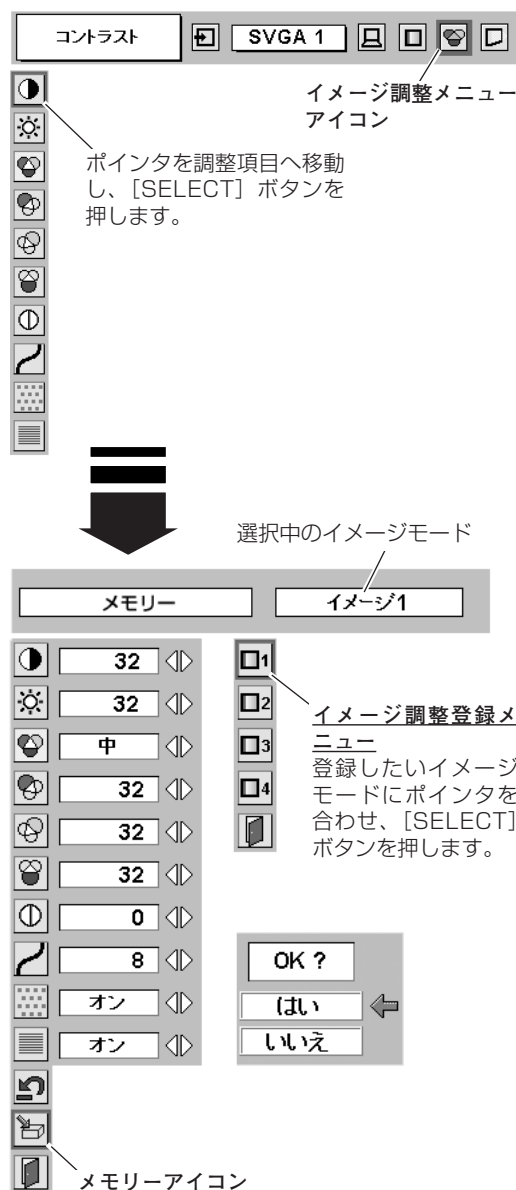 コントラスト
SVGA 1
イメージ調整メニュー
アイコン
ポインタを調整項目へ移動
し、［SELECT］ボタンを
押します。
選択中のイメージモード
メモリー
イメージ1
32
32
中
32
32
32
0
8
オン
オン
1
2
3
4
イメージ調整登録メ
ニュー
登録したいイメージ
モードにポインタを
合わせ、［SELECT］
ボタンを押します。
OK ?
はい
いいえ
メモリーアイコン